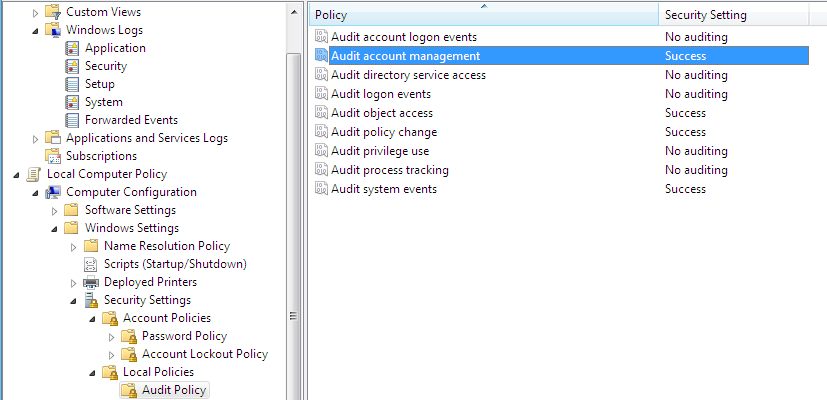 Custom Views
Windows Logs
Application
Security
Setup
System
Forwarded Events
Applications and Services Logs
Subscriptions
Local Computer Policy
Computer Configuration
Software Settings
Windows Settings
Name Resolution Policy
Scripts (Startup/Shutdown)
Deployed Printers
Security Settings
Account Policies
Password Policy
Account Lockout Policy
Local Policies
Audit Policy
Policy Security Setting
Audit account logon events No auditing
Audit account management Success
Audit directory service access No auditing
Audit logon events No auditing
Audit object access Success
Audit policy change Success
Audit privilege use No auditing
Audit process tracking No auditing
Audit system events Success